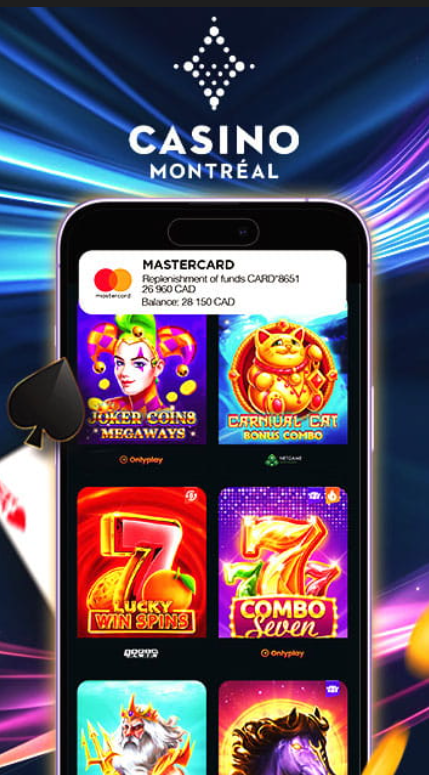 CASINO
MONTRÉAL
MASTERCARD
Replenishment of funds CARD*8651
26 960 CAD
Balance: 28 150 CAD
mastercard
JOKER COINS
MEGAWAYS
CARNIVAL CAT
BONUS COMBO
Onlyplay
NETGAME
LUCKY
WIN SPINS
COMBO
Seven
Onlyplay